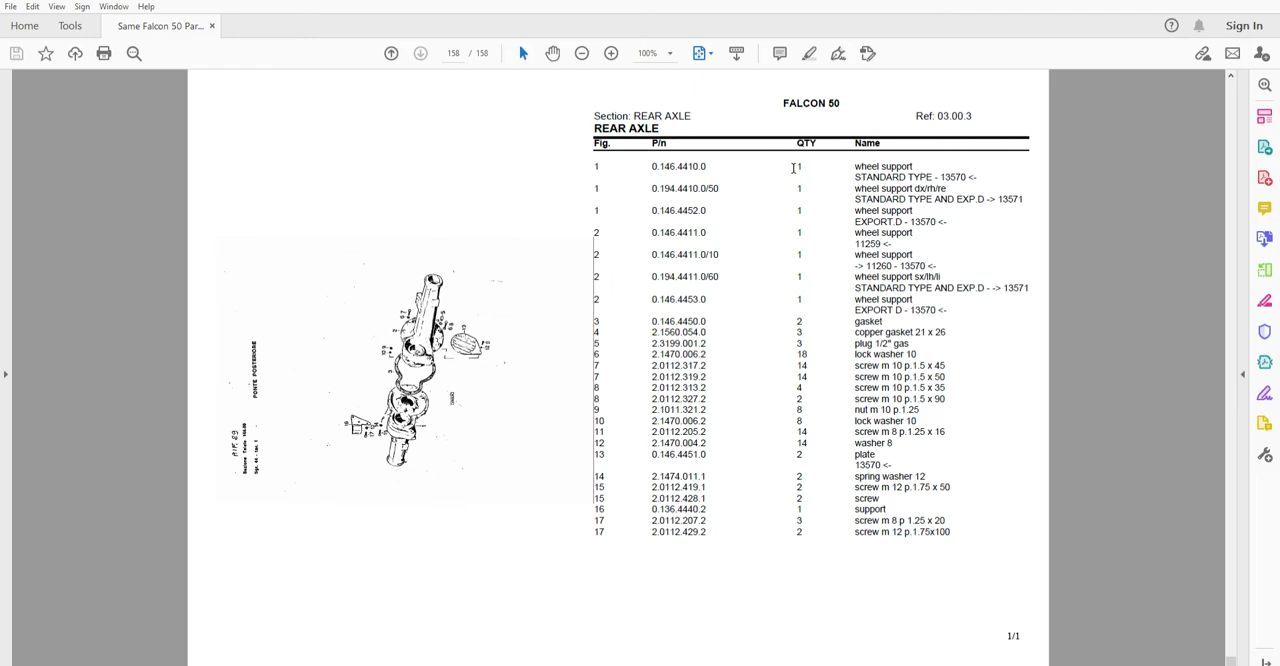 File Edit View Sign Window Help
Home Tools Same Falcon 50 Par... × Sign In
158 / 158 100%
FALCON 50
Section: REAR AXLE Ref: 03.00.3
REAR AXLE
Fig. P/n QTY Name
1 0.146.4410.0 1 wheel support
STANDARD TYPE - 13570 <-
1 0.194.4410.0/50 1 wheel support dx/rh/re
STANDARD TYPE AND EXP.D -> 13571
1 0.146.4452.0 1 wheel support
EXPORT.D - 13570 <-
2 0.146.4411.0 1 wheel support
11259 <-
2 0.146.4411.0/10 1 wheel support
-> 11260 - 13570 <-
2 0.194.4411.0/60 1 wheel support sx/lh/li
STANDARD TYPE AND EXP.D - -> 13571
2 0.146.4453.0 1 wheel support
EXPORT D - 13570 <-
3 0.146.4450.0 2 gasket
4 2.1560.054.0 3 copper gasket 21 x 26
5 2.3199.001.2 3 plug 1/2" gas
6 2.1470.006.2 18 lock washer 10
7 2.0112.317.2 14 screw m 10 p.1.5 x 45
7 2.0112.319.2 14 screw m 10 p.1.5 x 50
8 2.0112.313.2 4 screw m 10 p.1.5 x 35
8 2.0112.327.2 2 screw m 10 p.1.5 x 90
9 2.1011.321.2 8 nut m 10 p.1.25
10 2.1470.006.2 8 lock washer 10
11 2.0112.205.2 14 screw m 8 p.1.25 x 16
12 2.1470.004.2 14 washer 8
13 0.146.4451.0 2 plate
13570 <-
14 2.1474.011.1 2 spring washer 12
15 2.0112.419.1 2 screw m 12 p.1.75 x 50
15 2.0112.428.1 2 screw
16 0.136.4440.2 1 support
17 2.0112.207.2 3 screw m 8 p 1.25 x 20
17 2.0112.429.2 2 screw m 12 p.1.75x100
PONTE POSTERIORE
1/1